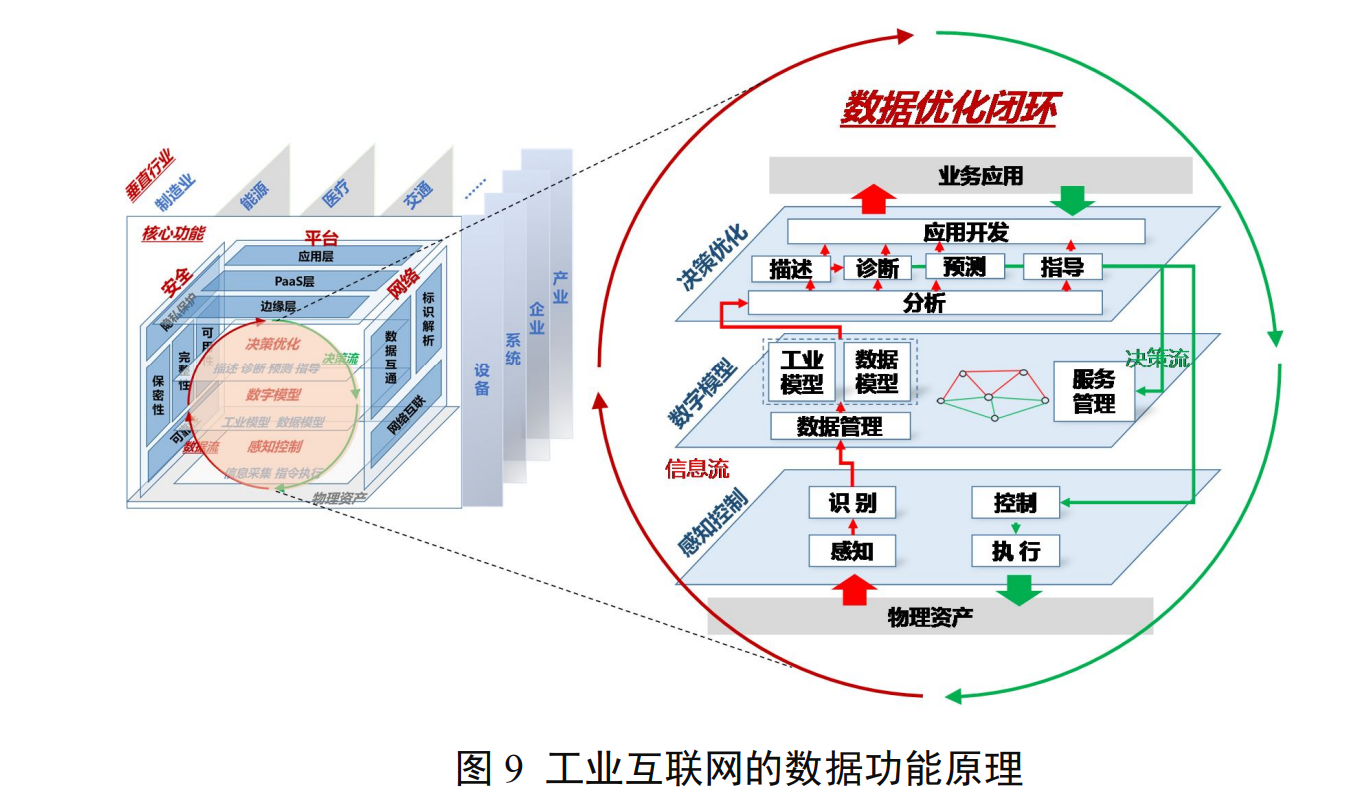 数据优化闭环
垂直行业
制造业
能源
医疗
交通
……
核心功能
平台
应用层
PaaS层
边缘层
安全
隐私保护
保密性
完整性
网络
标识解析
数据互通
网络互联
决策优化
描述 诊断 预测 指导
决策流
数字模型
工业模型 数据模型
数据流
感知控制
信息采集 指令执行
物理资产
设备
系统
企业
产业
业务应用
决策优化
应用开发
描述
诊断
预测
指导
分析
数字模型
工业
模型
数据
模型
服务
管理
决策流
数据管理
信息流
感知控制
识别
控制
感知
执行
物理资产
图 9 工业互联网的数据功能原理